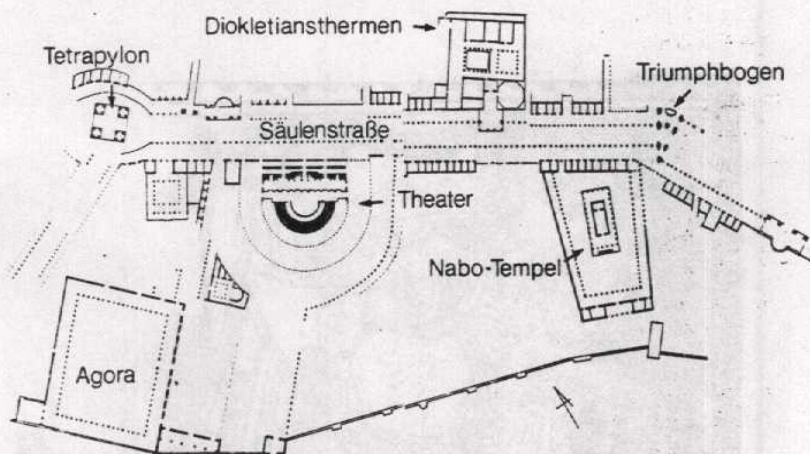 Diokletiansthermen
Tetrapylon
Triumphbogen
Säulenstraße
Theater
Nabo-Tempel
Agora